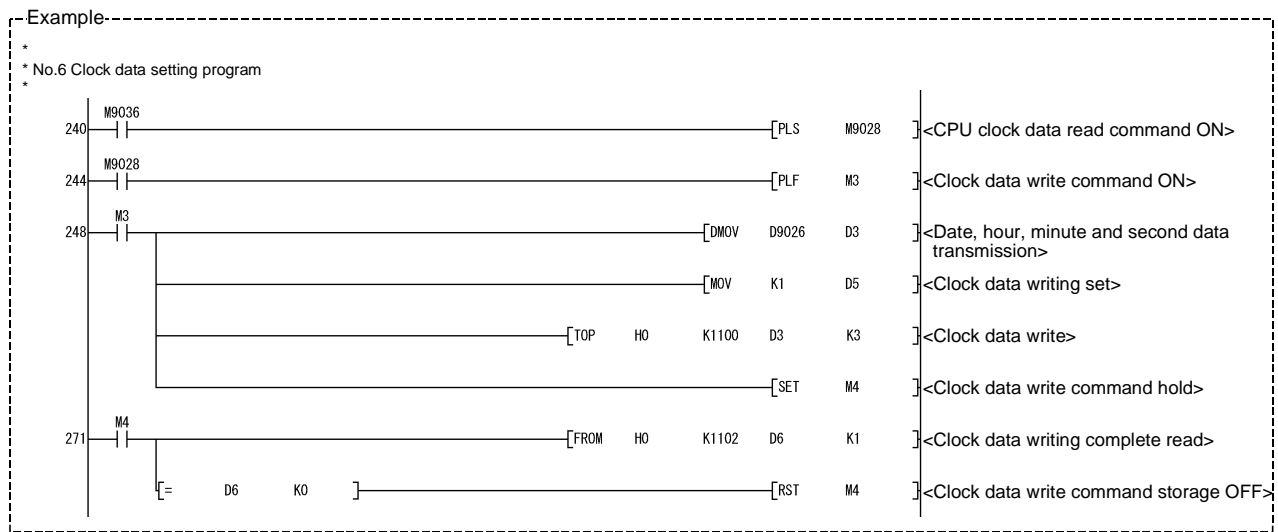 Example
*
* No.6 Clock data setting program
*
M9036
240 [PLS M9028 ] <CPU clock data read command ON>
M9028
244 [PLF M3 ] <Clock data write command ON>
M3
248 [DMOV D9026 D3 ] <Date, hour, minute and second data
transmission>
[MOV K1 D5 ] <Clock data writing set>
[TOP H0 K1100 D3 K3 ] <Clock data write>
[SET M4 ] <Clock data write command hold>
M4
271 [FROM H0 K1102 D6 K1 ] <Clock data writing complete read>
[= D6 K0 ] [RST M4 ] <Clock data write command storage OFF>